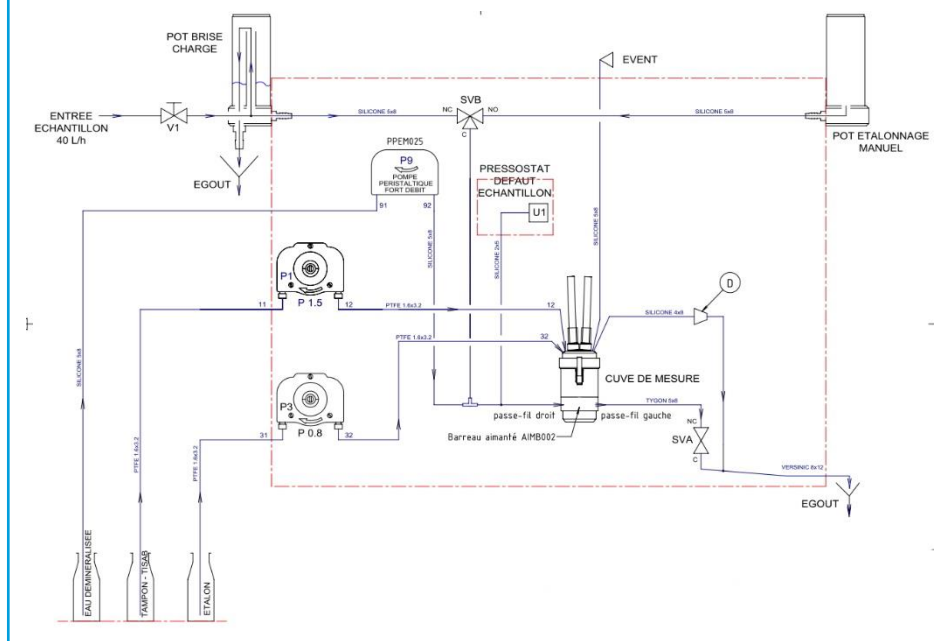 POT BRISE
CHARGE
EVENT
ENTREE
ECHANTILLON
40 L/h
V1
SILICONE 5x8
NC
SVB
NO
C
SILICONE 5x8
POT ETALONNAGE
MANUEL
EGOUT
PPEM025
P9
POMPE
PERISTALTIQUE
FORT DEBIT
91
92
PRESSOSTAT
DEFAUT
ECHANTILLON
U1
SILICONE 5x8
SILICONE 2x5
SILICONE 5x8
P1
P 1.5
11
12
PTFE 1.6x3.2
12
PTFE 1.6x3.2
32
SILICONE 4x8
D
P3
P 0.8
31
32
CUVE DE MESURE
TYGON 5x8
passe-fil droit
passe-fil gauche
Barreau aimanté AIMB002
NC
SVA
C
VERSINIC 8x12
EGOUT
SILICONE 5x8
PTFE 1.6x3.2
PTFE 1.6x3.2
EAU DEMINERALISEE
TAMPON - TISAB
ETALON